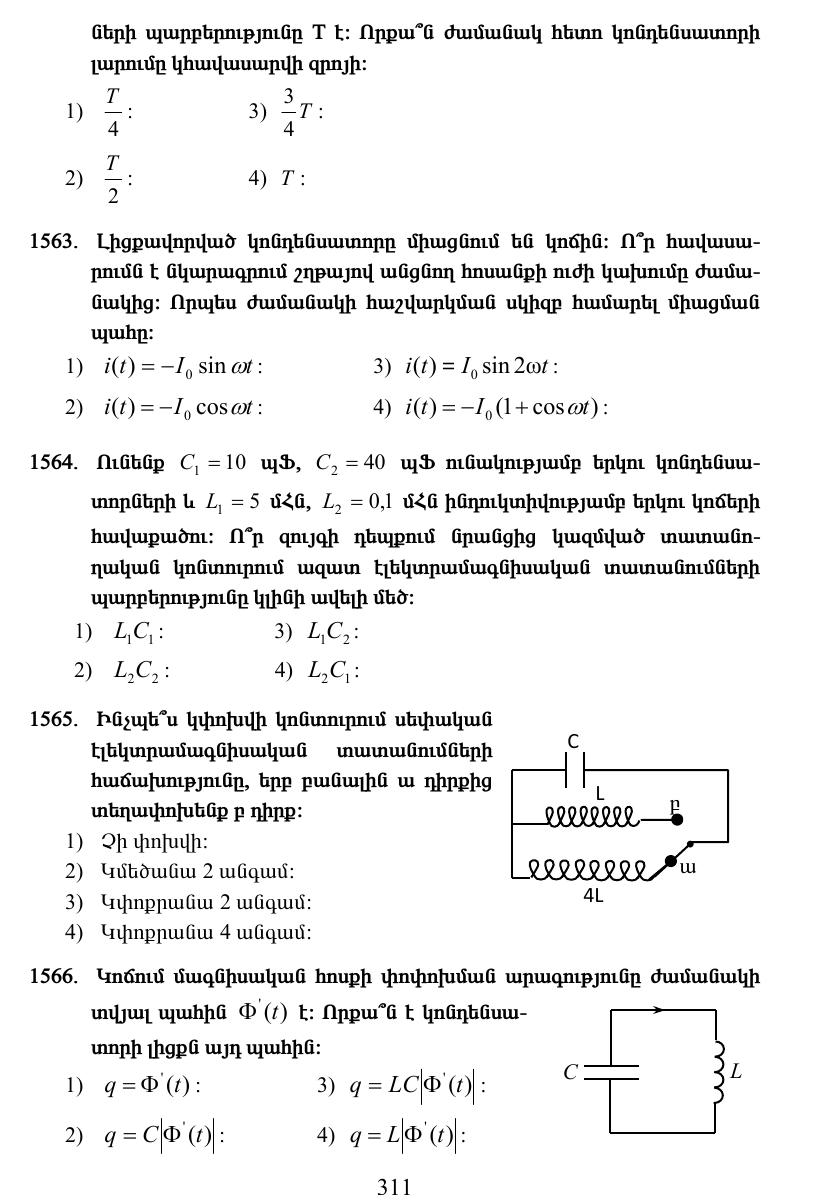 ների պարբերությունը T է: Որքա՞ն ժամանակ հետո կոնդենսատորի
լարումը կհավասարվի զրոյի:
1) T/4 : 3) 3/4 T :
2) T/2 : 4) T :
1563. Լիցքավորված կոնդենսատորը միացնում են կոճին: Ո՞ր հավասա-
րումն է նկարագրում շղթայով անցնող հոսանքի ուժի կախումը ժամա-
նակից: Որպես ժամանակի հաշվարկման սկիզբ համարել միացման
պահը:
1) i(t) = −I₀ sin ωt : 3) i(t) = I₀ sin 2ωt :
2) i(t) = −I₀ cos ωt : 4) i(t) = −I₀ (1 + cos ωt) :
1564. Ունենք C₁ = 10 պՖ, C₂ = 40 պՖ ունակությամբ երկու կոնդենսա-
տորների և L₁ = 5 մՀն, L₂ = 0,1 մՀն ինդուկտիվությամբ երկու կոճերի
հավաքածու: Ո՞ր զույգի դեպքում նրանցից կազմված տատանո-
ղական կոնտուրում ազատ էլեկտրամագնիսական տատանումների
պարբերությունը կլինի ավելի մեծ:
1) L₁C₁ : 3) L₁C₂ :
2) L₂C₂ : 4) L₂C₁ :
1565. Ինչպե՞ս կփոխվի կոնտուրում սեփական
էլեկտրամագնիսական տատանումների
հաճախությունը, երբ բանալին ա դիրքից
տեղափոխենք բ դիրք:
1) Չի փոխվի:
2) Կմեծանա 2 անգամ:
3) Կփոքրանա 2 անգամ:
4) Կփոքրանա 4 անգամ:
C
L
բ
ա
4L
1566. Կոճում մագնիսական հոսքի փոփոխման արագությունը ժամանակի
տվյալ պահին Φ'(t) է: Որքա՞ն է կոնդենսա-
տորի լիցքն այդ պահին:
1) q = Φ'(t) : 3) q = LC|Φ'(t)| :
2) q = C|Φ'(t)| : 4) q = L|Φ'(t)| :
C
L
311